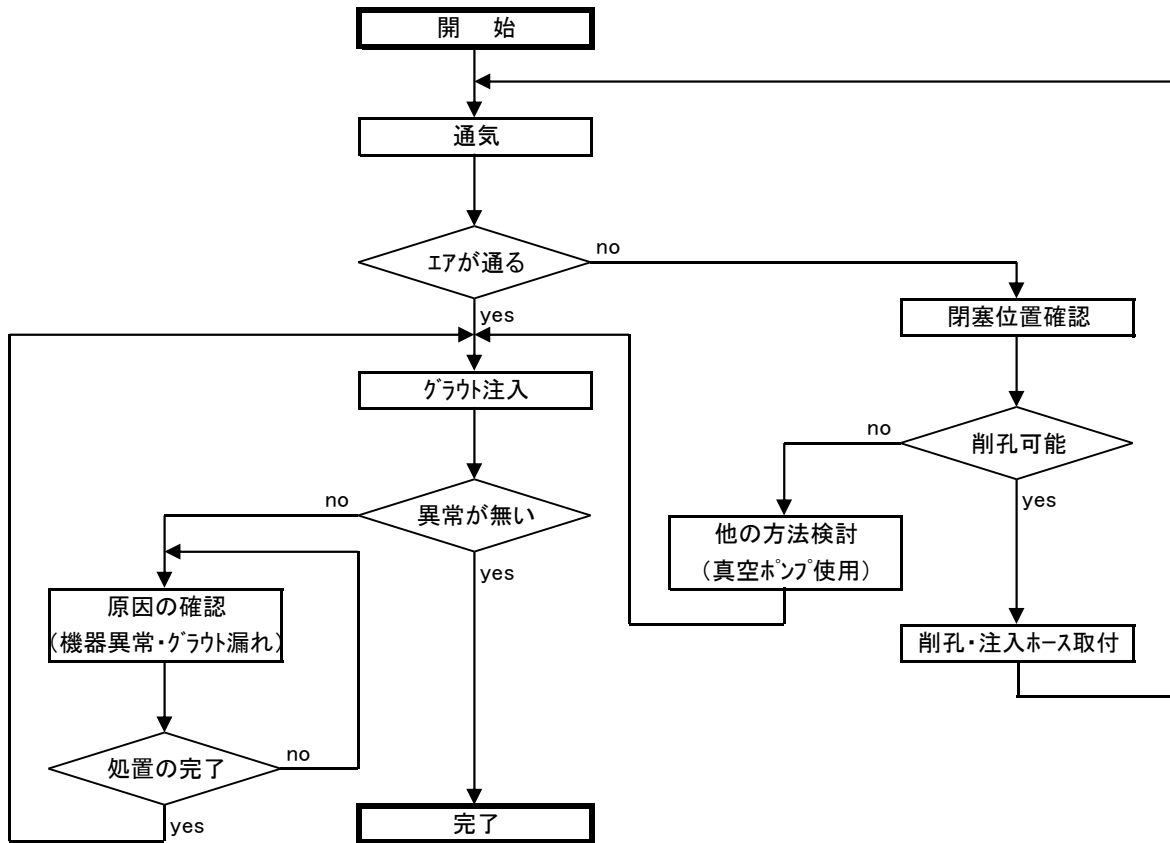 開　始
通気
ｴｱが通る
no
yes
閉塞位置確認
ｸﾞﾗｳﾄ注入
削孔可能
no
yes
異常が無い
no
yes
他の方法検討
（真空ﾎﾟﾝﾌﾟ使用）
原因の確認
（機器異常・ｸﾞﾗｳﾄ漏れ）
削孔・注入ﾎｰｽ取付
処置の完了
no
yes
完了